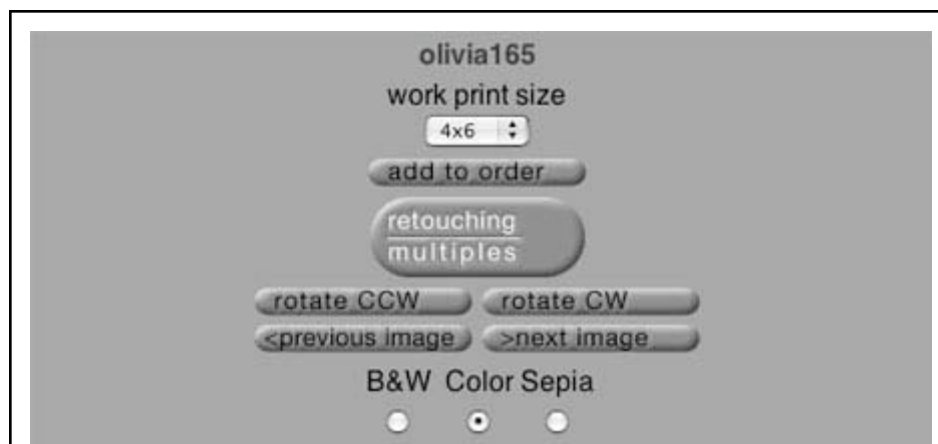 olivia165
work print size
4x6
add to order
retouching
multiples
rotate CCW rotate CW
<previous image >next image
B&W Color Sepia